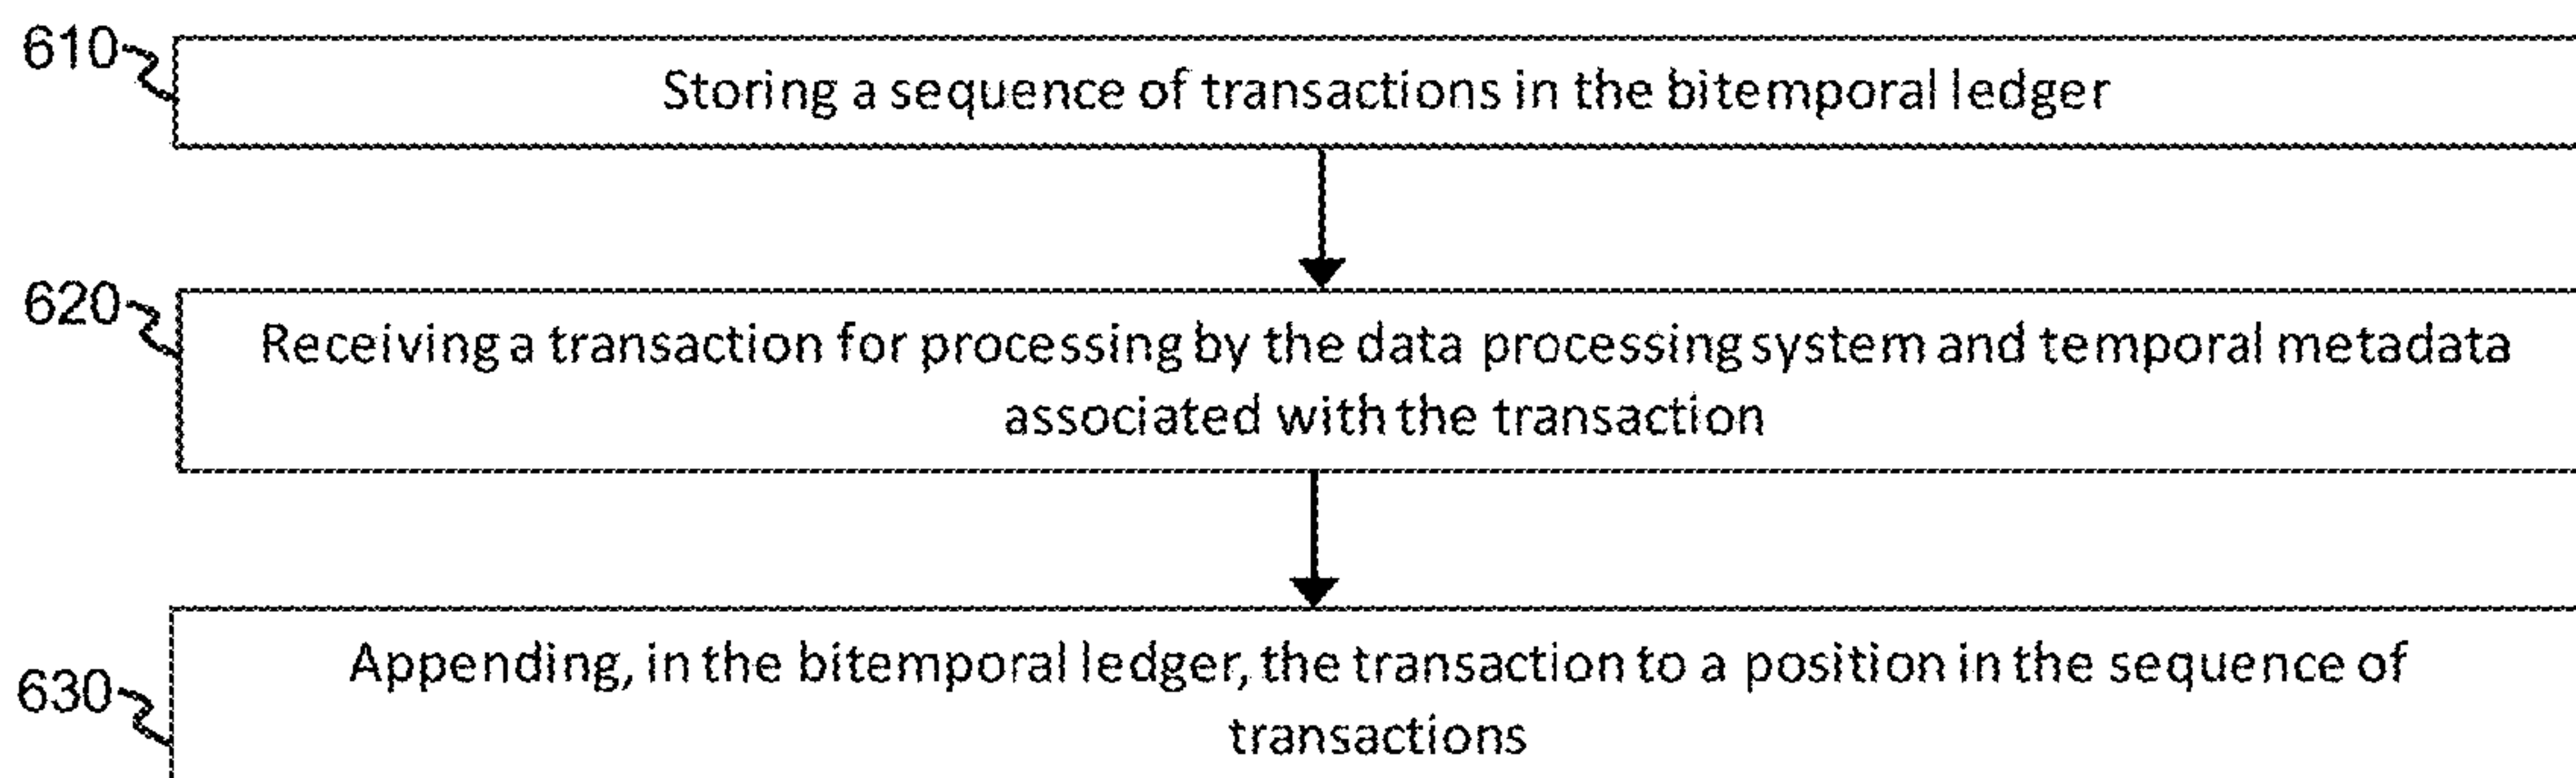 610
Storing a sequence of transactions in the bitemporal ledger
620
Receiving a transaction for processing by the data processing system and temporal metadata
associated with the transaction
630
Appending, in the bitemporal ledger, the transaction to a position in the sequence of
transactions